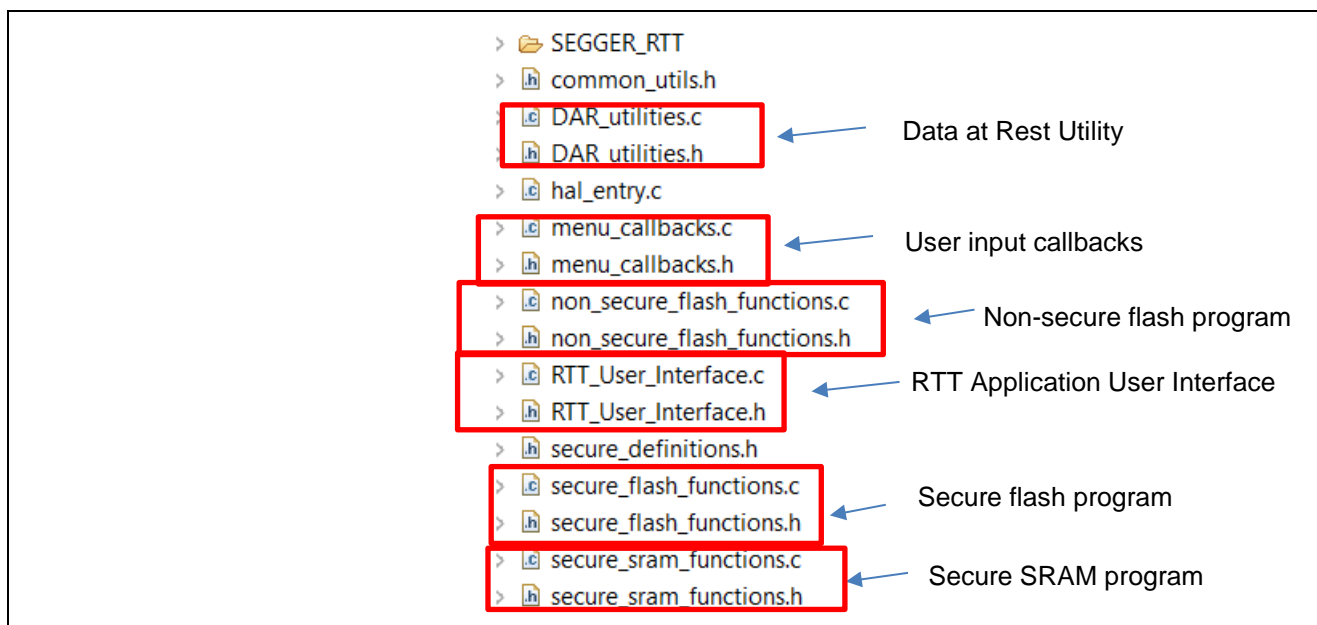 SEGGER_RTT
common_utils.h
DAR_utilities.c
DAR_utilities.h
Data at Rest Utility
hal_entry.c
menu_callbacks.c
menu_callbacks.h
User input callbacks
non_secure_flash_functions.c
non_secure_flash_functions.h
Non-secure flash program
RTT_User_Interface.c
RTT_User_Interface.h
RTT Application User Interface
secure_definitions.h
secure_flash_functions.c
secure_flash_functions.h
Secure flash program
secure_sram_functions.c
secure_sram_functions.h
Secure SRAM program